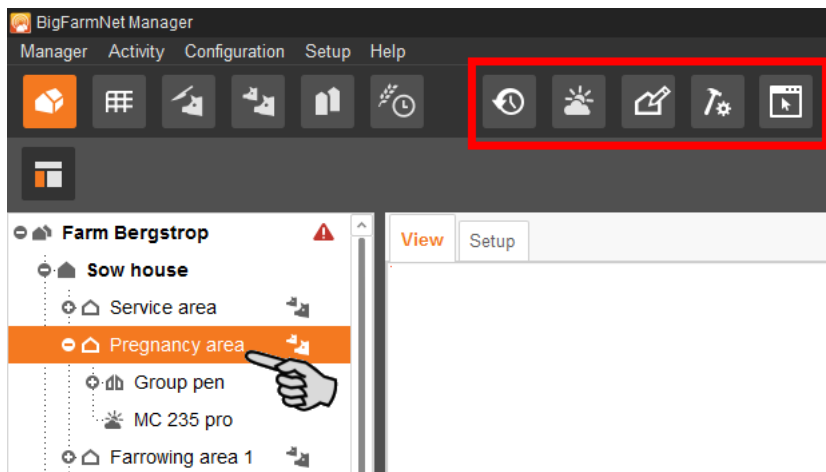 BigFarmNet Manager
Manager Activity Configuration Setup Help
Farm Bergstrop
View Setup
Sow house
Service area
Pregnancy area
Group pen
MC 235 pro
Farrowing area 1